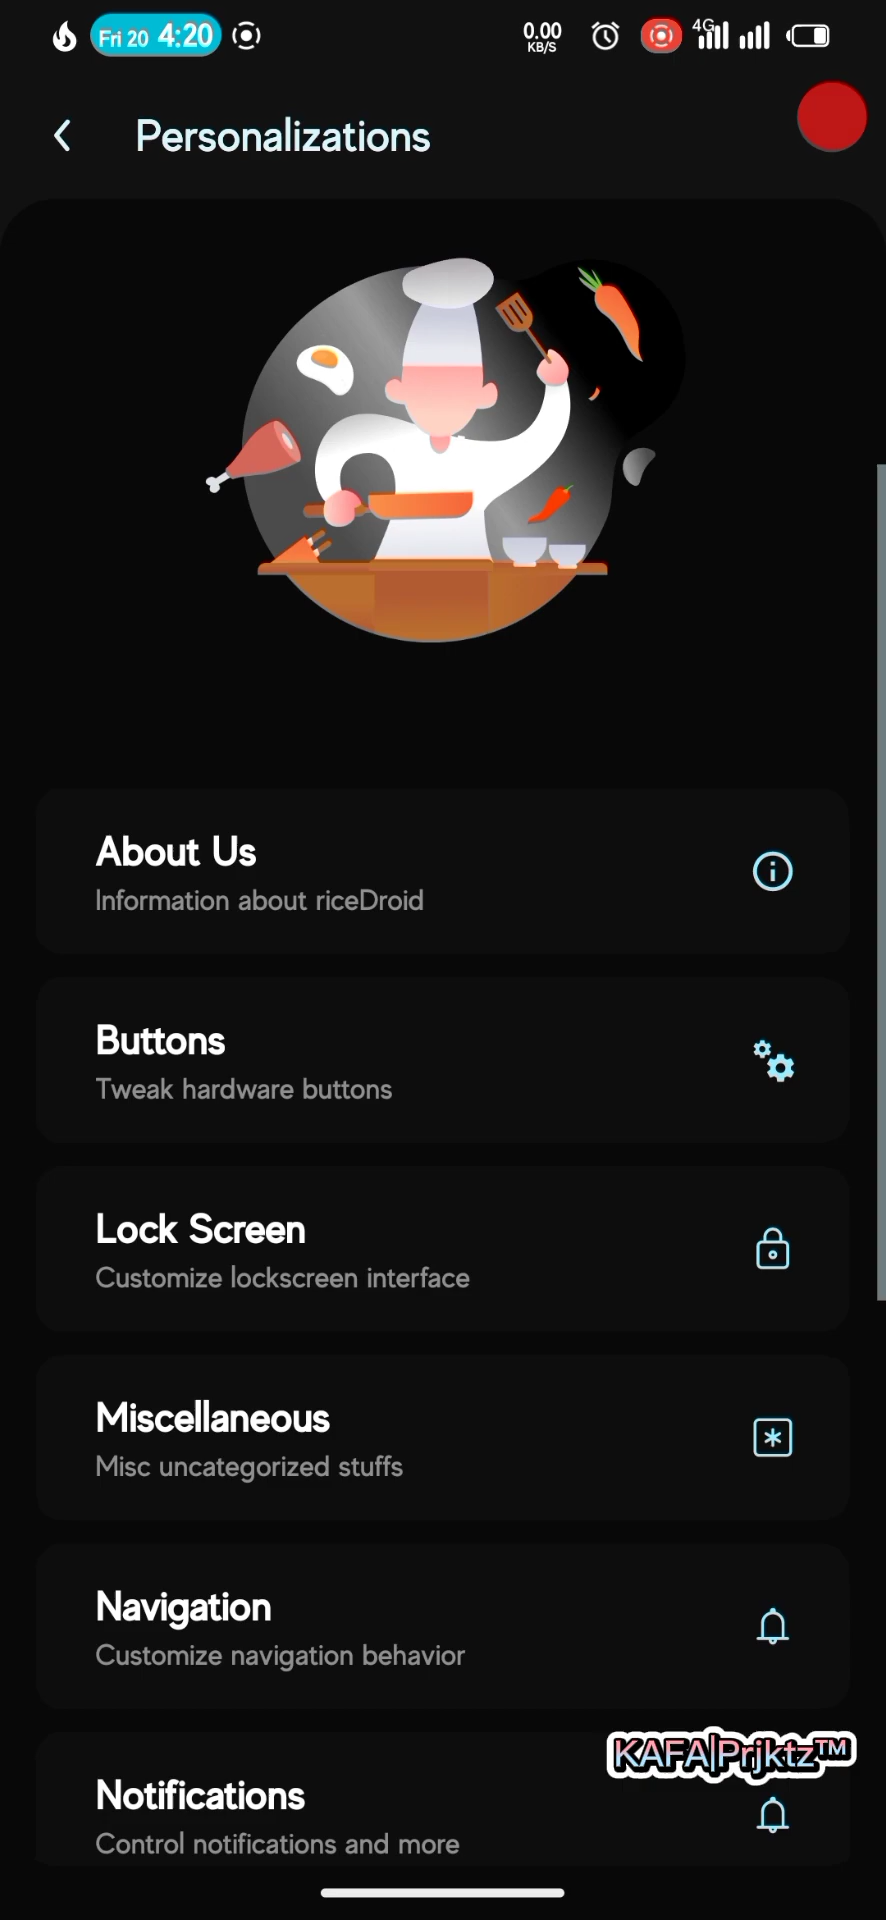 Fri 20 4:20
0.00
KB/S
4G
Personalizations
About Us
Information about riceDroid
Buttons
Tweak hardware buttons
Lock Screen
Customize lockscreen interface
Miscellaneous
Misc uncategorized stuffs
Navigation
Customize navigation behavior
KAFA|Prjktz™
Notifications
Control notifications and more